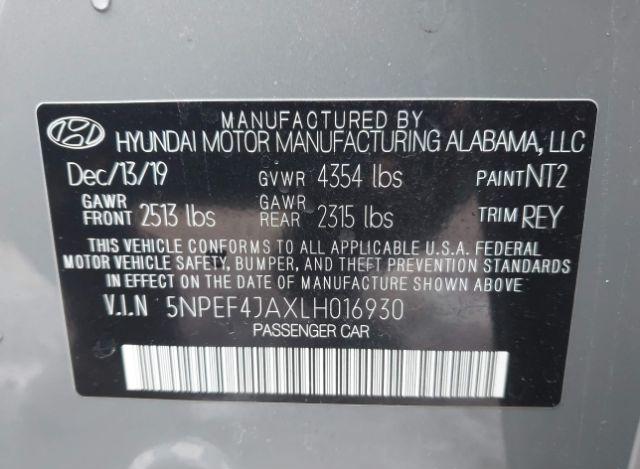 MANUFACTURED BY
HYUNDAI MOTOR MANUFACTURING ALABAMA, LLC
Dec/13/19 GVWR 4354 lbs PAINT NT2
GAWR FRONT 2513 lbs GAWR REAR 2315 lbs TRIM REY
THIS VEHICLE CONFORMS TO ALL APPLICABLE U.S.A. FEDERAL
MOTOR VEHICLE SAFETY, BUMPER, AND THEFT PREVENTION STANDARDS
IN EFFECT ON THE DATE OF MANUFACTURE SHOWN ABOVE
V.I.N 5NPEF4JAXLH016930
PASSENGER CAR